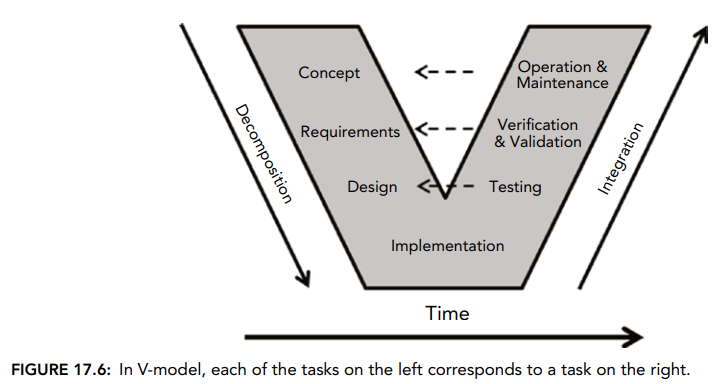 Concept
Operation &
Maintenance
Decomposition
Requirements
Verification
& Validation
Integration
Design
Testing
Implementation
Time
FIGURE 17.6: In V-model, each of the tasks on the left corresponds to a task on the right.